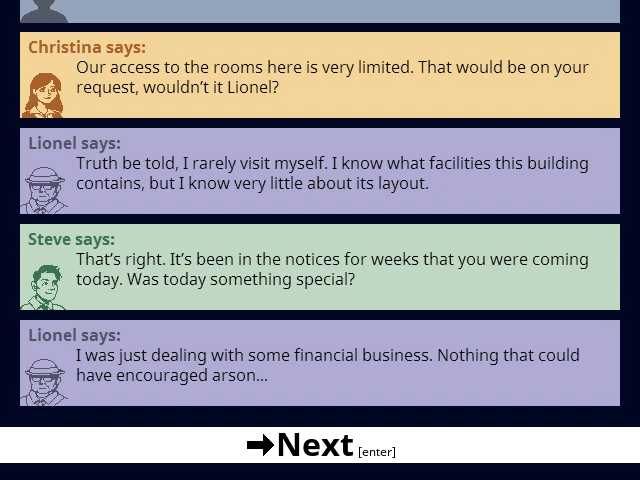 Christina says:
Our access to the rooms here is very limited. That would be on your
request, wouldn’t it Lionel?
Lionel says:
Truth be told, I rarely visit myself. I know what facilities this building
contains, but I know very little about its layout.
Steve says:
That’s right. It’s been in the notices for weeks that you were coming
today. Was today something special?
Lionel says:
I was just dealing with some financial business. Nothing that could
have encouraged arson...
➡Next [enter]